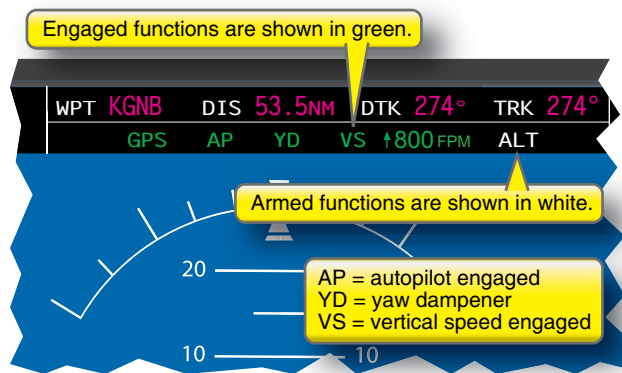 Engaged functions are shown in green.
WPT KGNB DIS 53.5NM DTK 274° TRK 274°
GPS AP YD VS ↑800 FPM ALT
Armed functions are shown in white.
20
AP = autopilot engaged
YD = yaw dampener
VS = vertical speed engaged
10 10